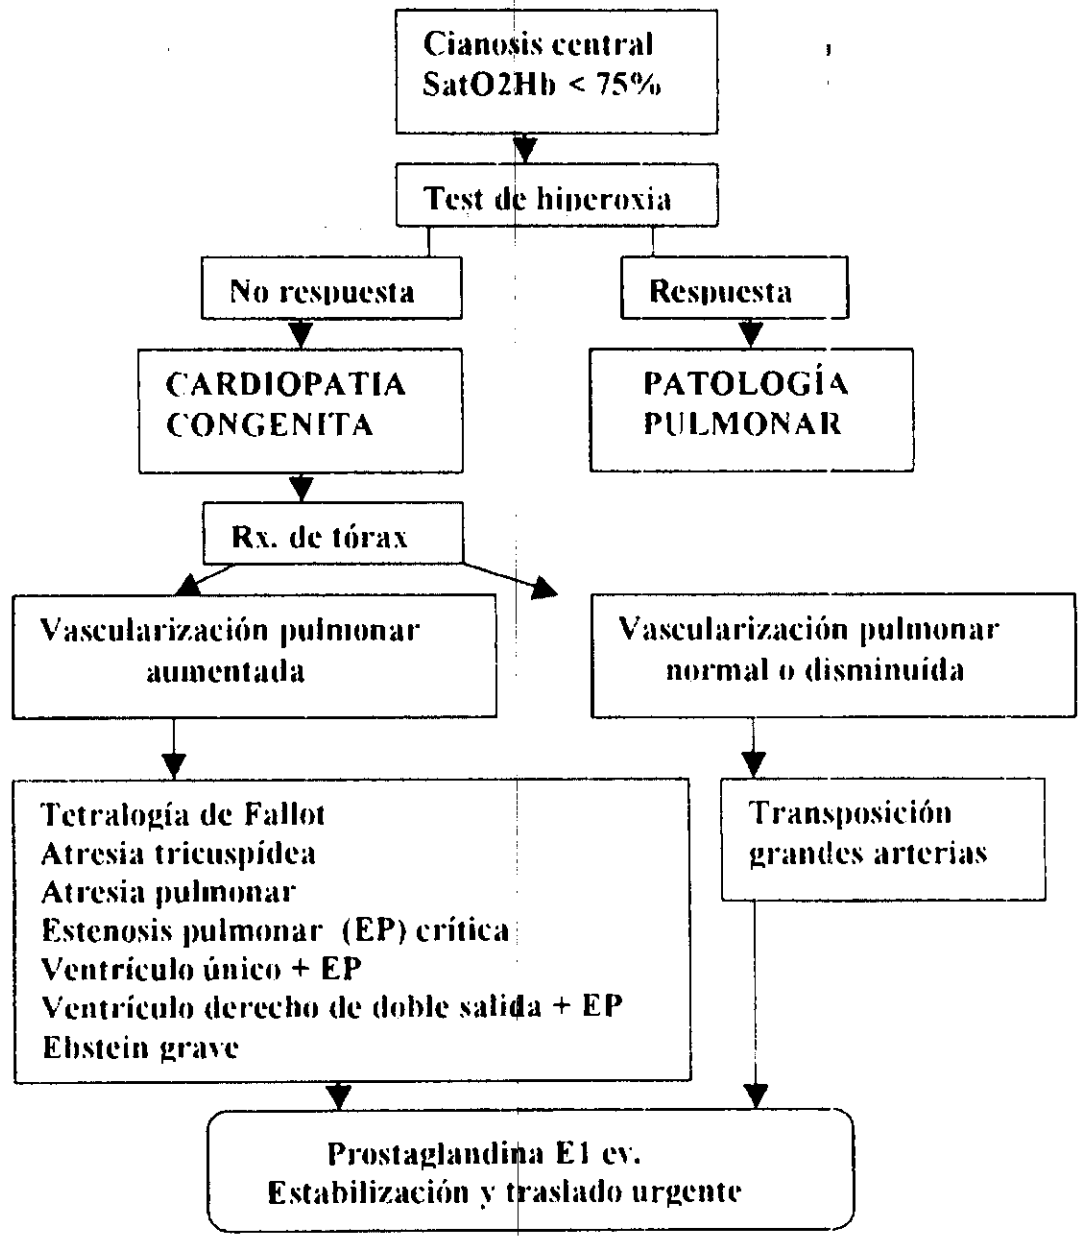 Cianosis central
SatO2Hb < 75%
Test de hiperoxia
No respuesta
Respuesta
CARDIOPATIA
CONGENITA
PATOLOGÍA
PULMONAR
Rx. de tórax
Vascularización pulmonar
aumentada
Vascularización pulmonar
normal o disminuída
Tetralogía de Fallot
Atresia tricuspídea
Atresia pulmonar
Estenosis pulmonar (EP) crítica
Ventrículo único + EP
Ventrículo derecho de doble salida + EP
Ebstein grave
Transposición
grandes arterias
Prostaglandina E1 ev.
Estabilización y traslado urgente